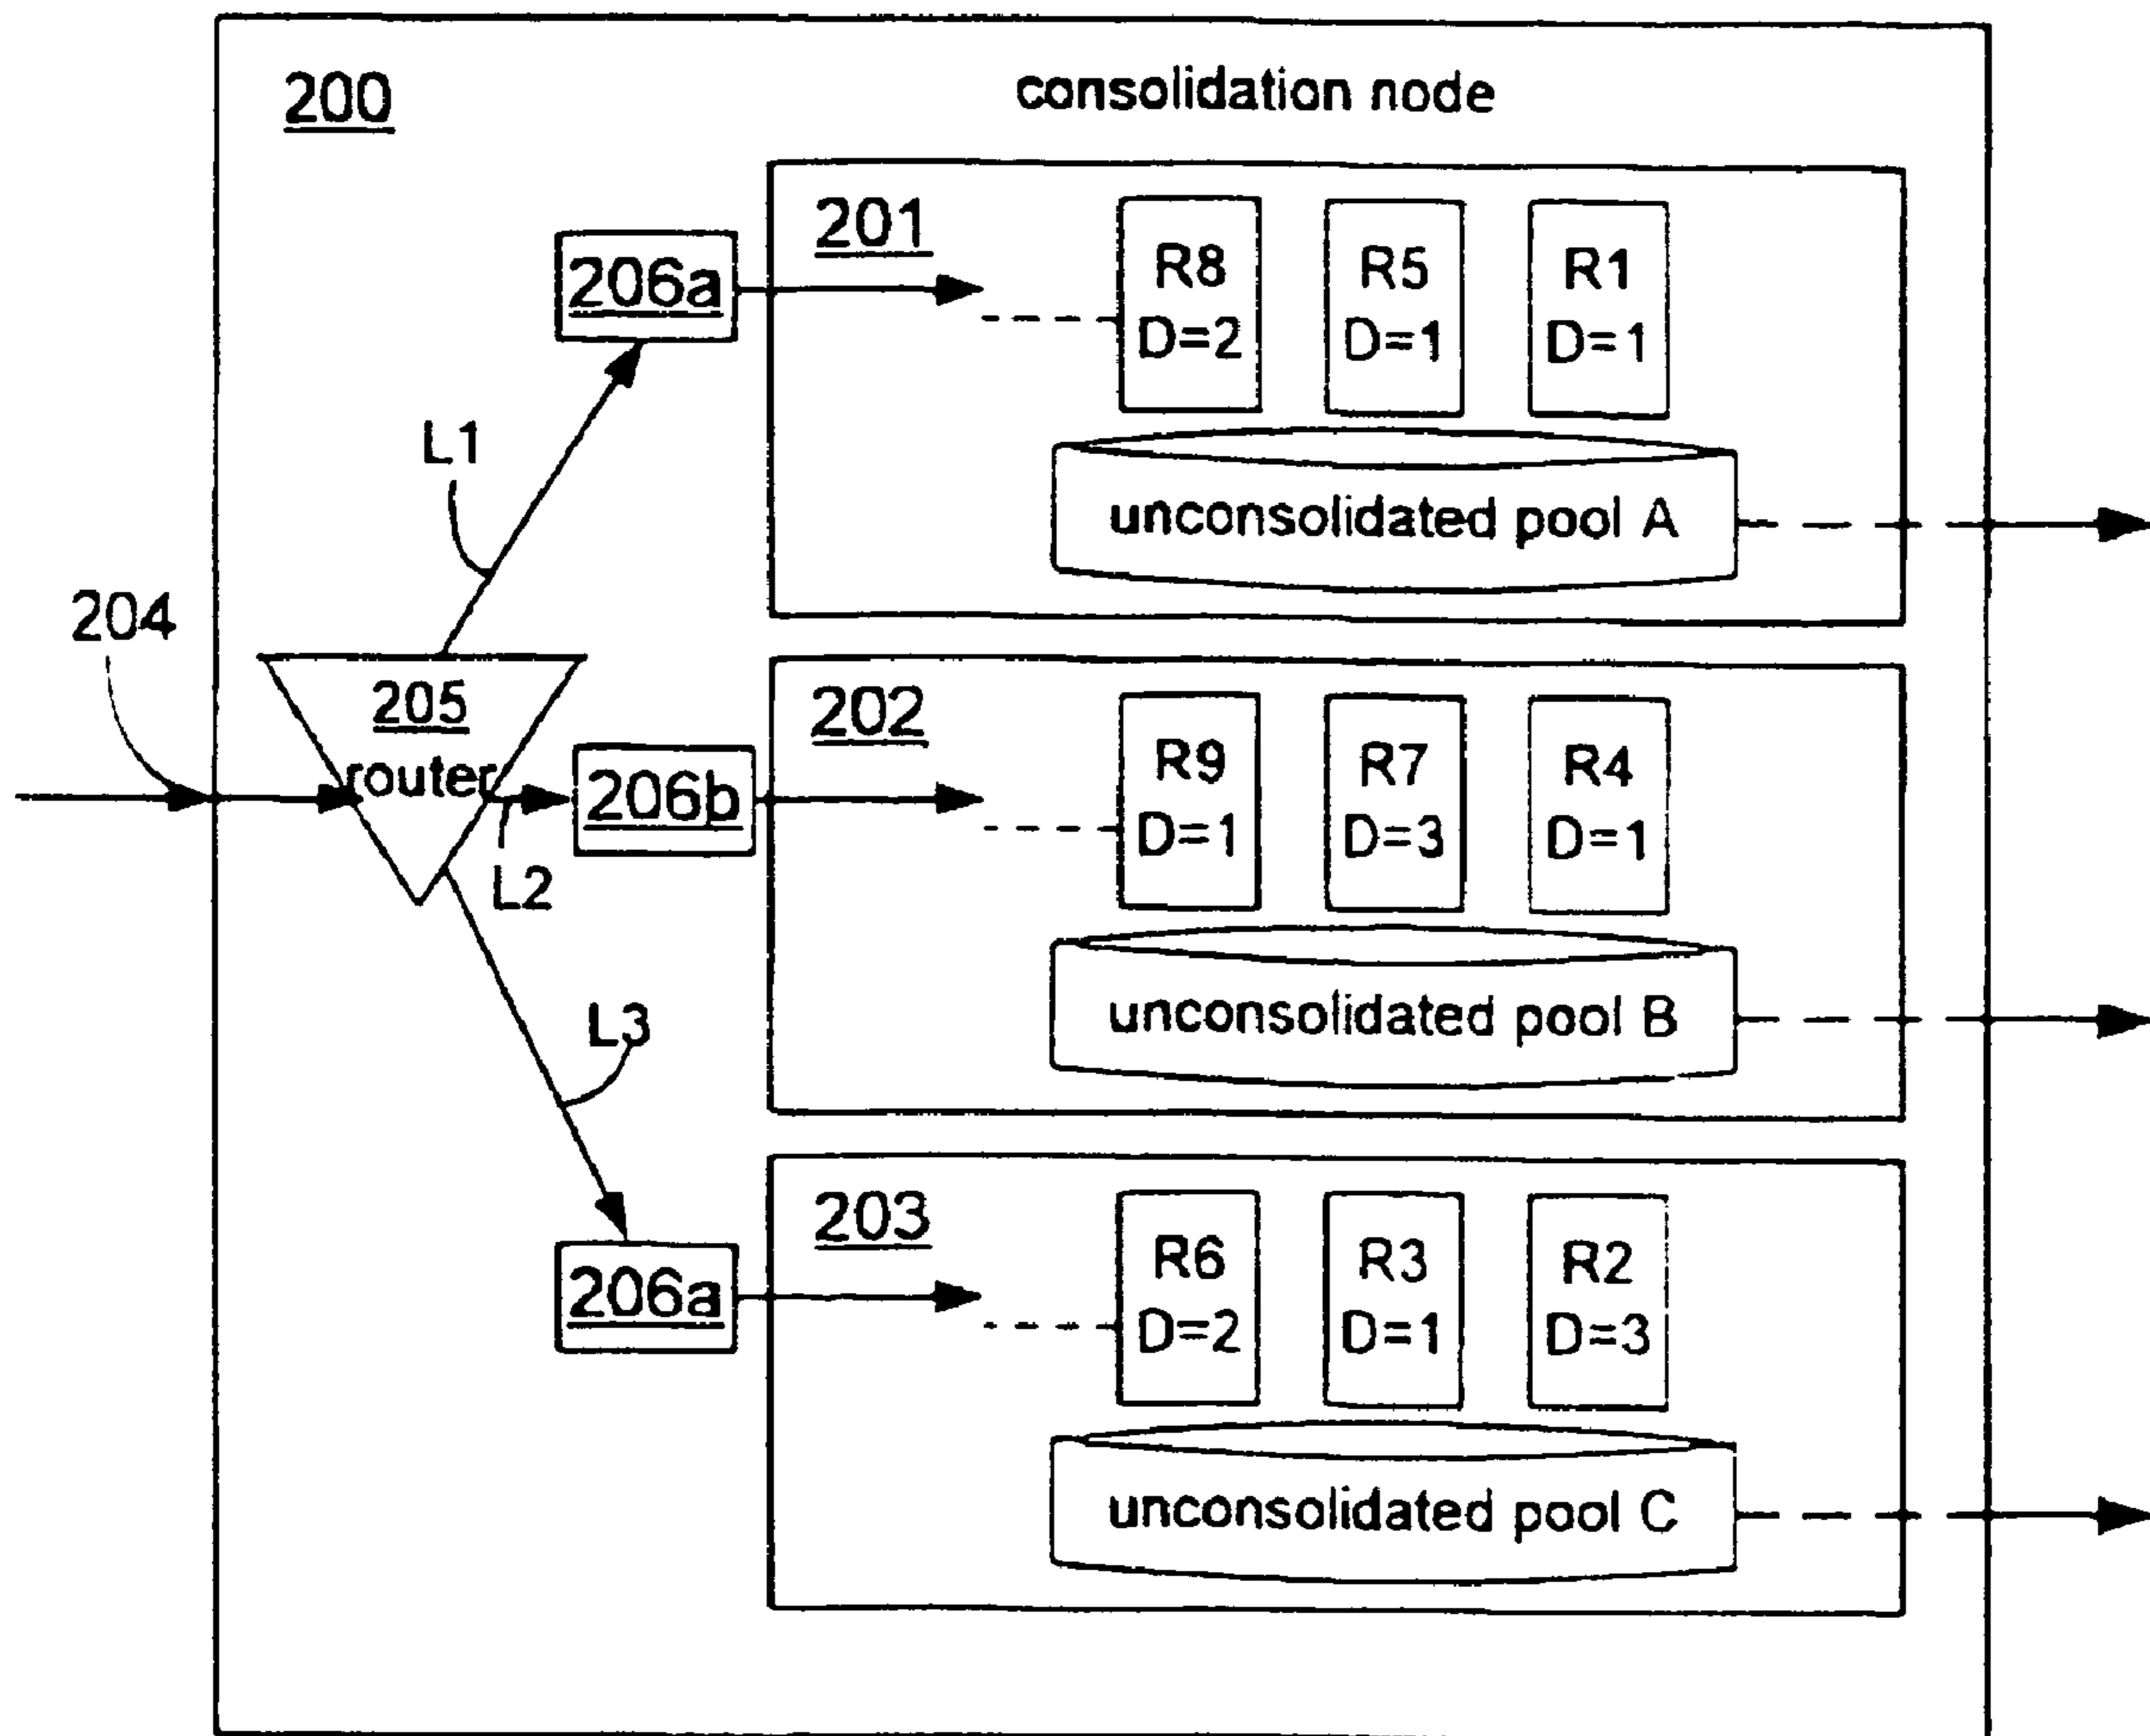 200
consolidation node
201
206a
R8
D=2
R5
D=1
R1
D=1
L1
unconsolidated pool A
204
205
router
202
206b
R9
D=1
R7
D=3
R4
D=1
L2
unconsolidated pool B
L3
203
206a
R6
D=2
R3
D=1
R2
D=3
unconsolidated pool C